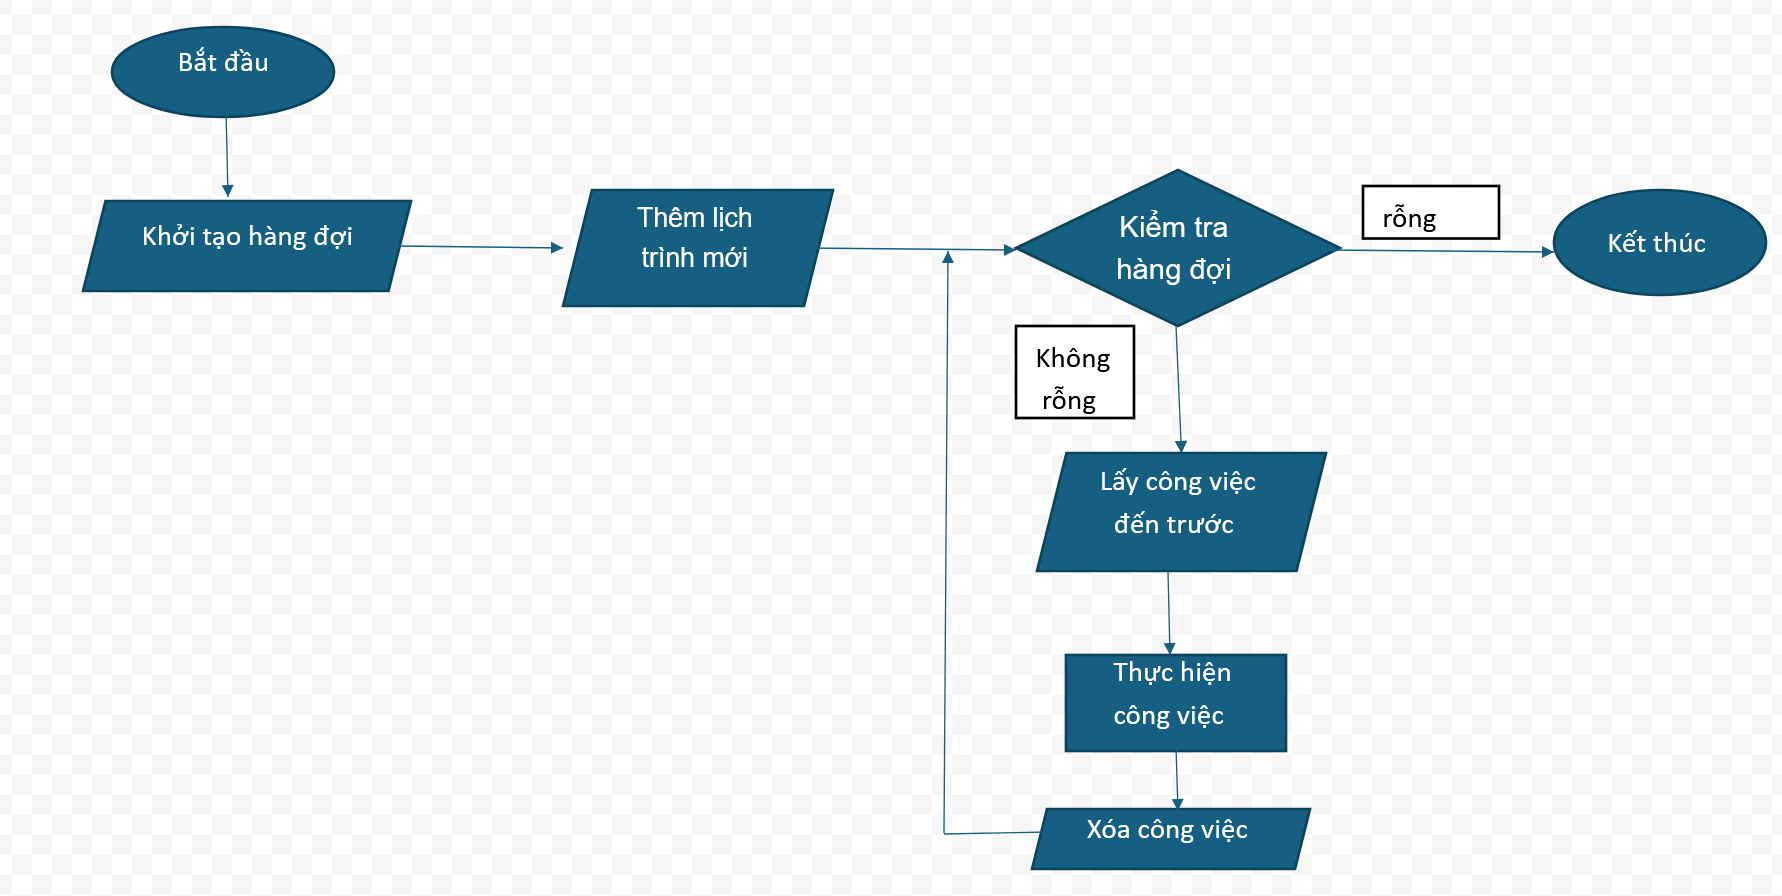 Bắt đầu
Khởi tạo hàng đợi
Thêm lịch
trình mới
Kiểm tra
hàng đợi
rỗng
Kết thúc
Không
rỗng
Lấy công việc
đến trước
Thực hiện
công việc
Xóa công việc